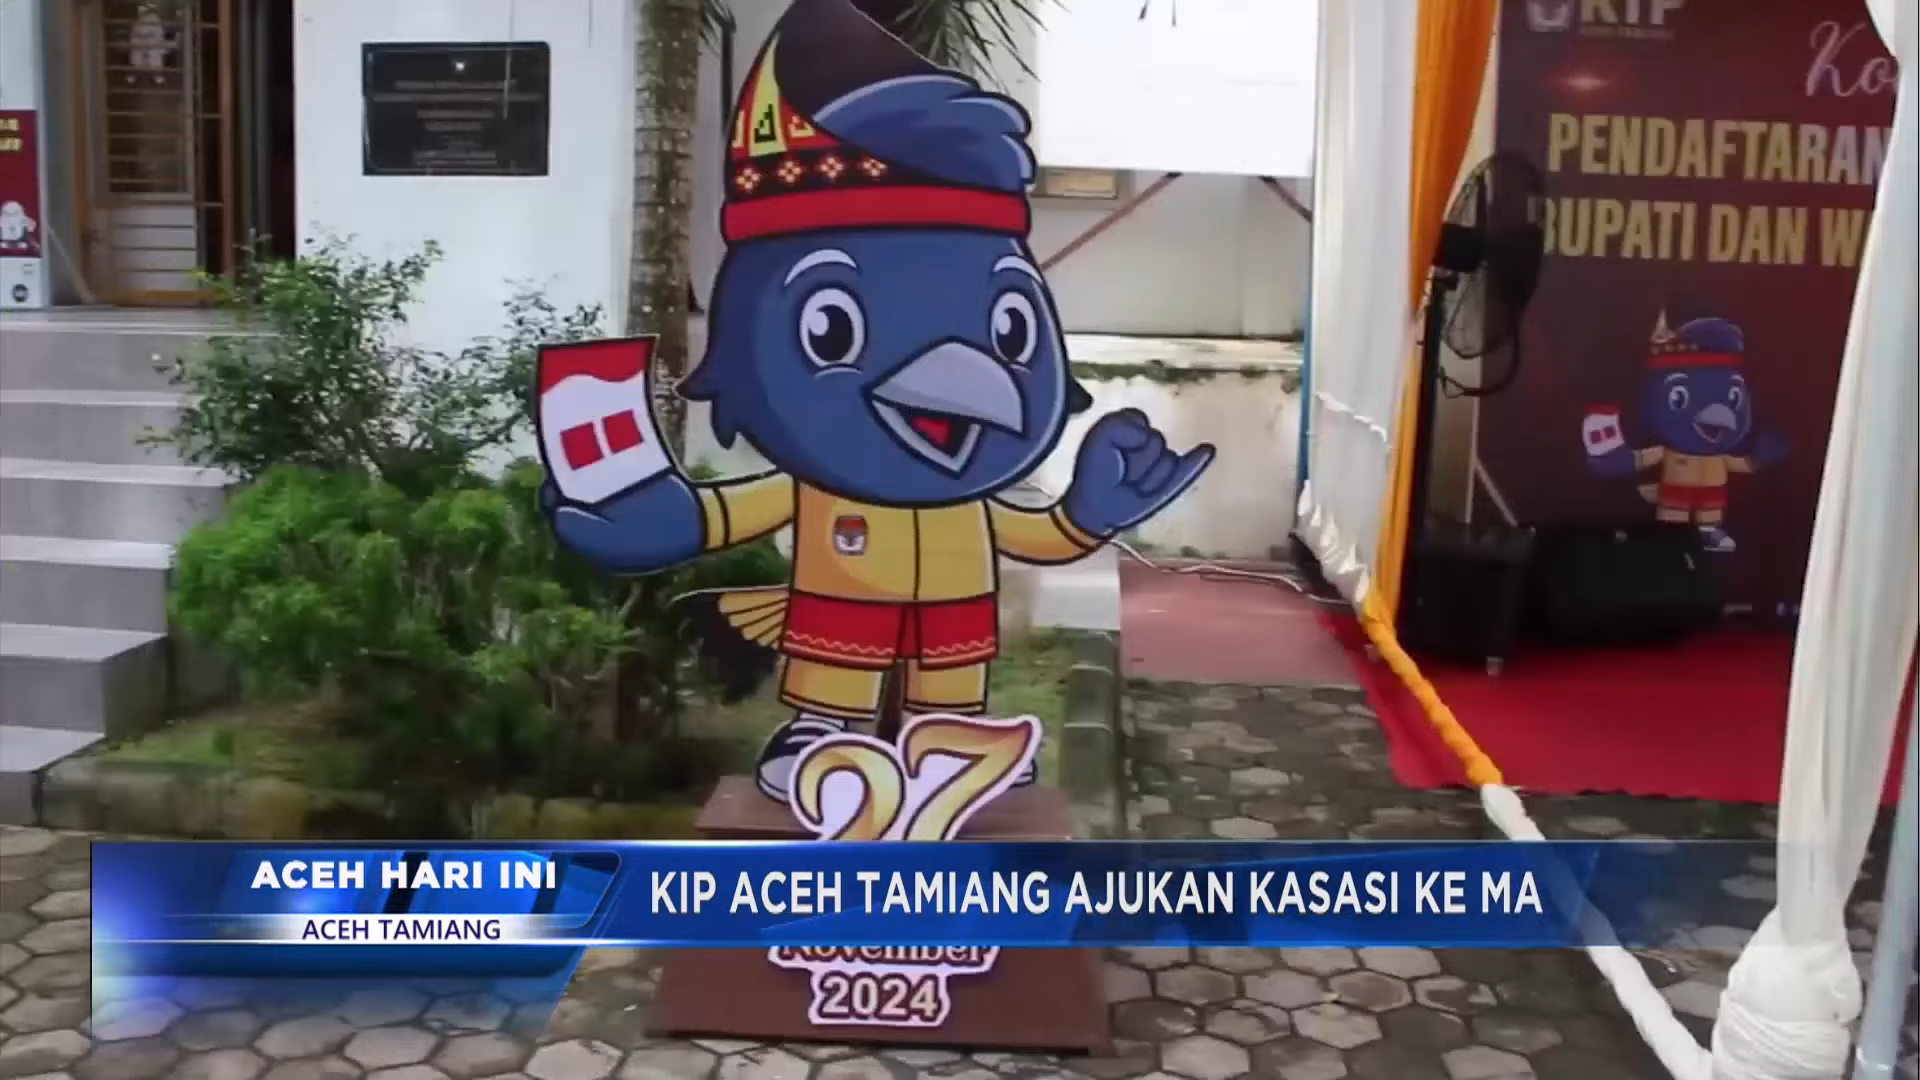 KIP
Ko
PENDAFTARAN
BUPATI DAN W
27
ACEH HARI INI
ACEH TAMIANG
KIP ACEH TAMIANG AJUKAN KASASI KE MA
November
2024